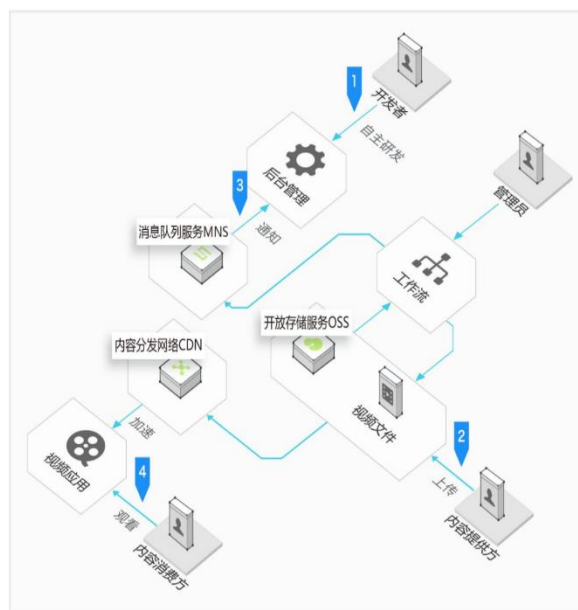 1
开发者
自主研发
后台管理
管理员
3
通知
消息队列服务MNS
工作流
开放存储服务OSS
内容分发网络CDN
视频文件
加速
2
上传
视频应用
4
观看
内容提供方
内容消费方